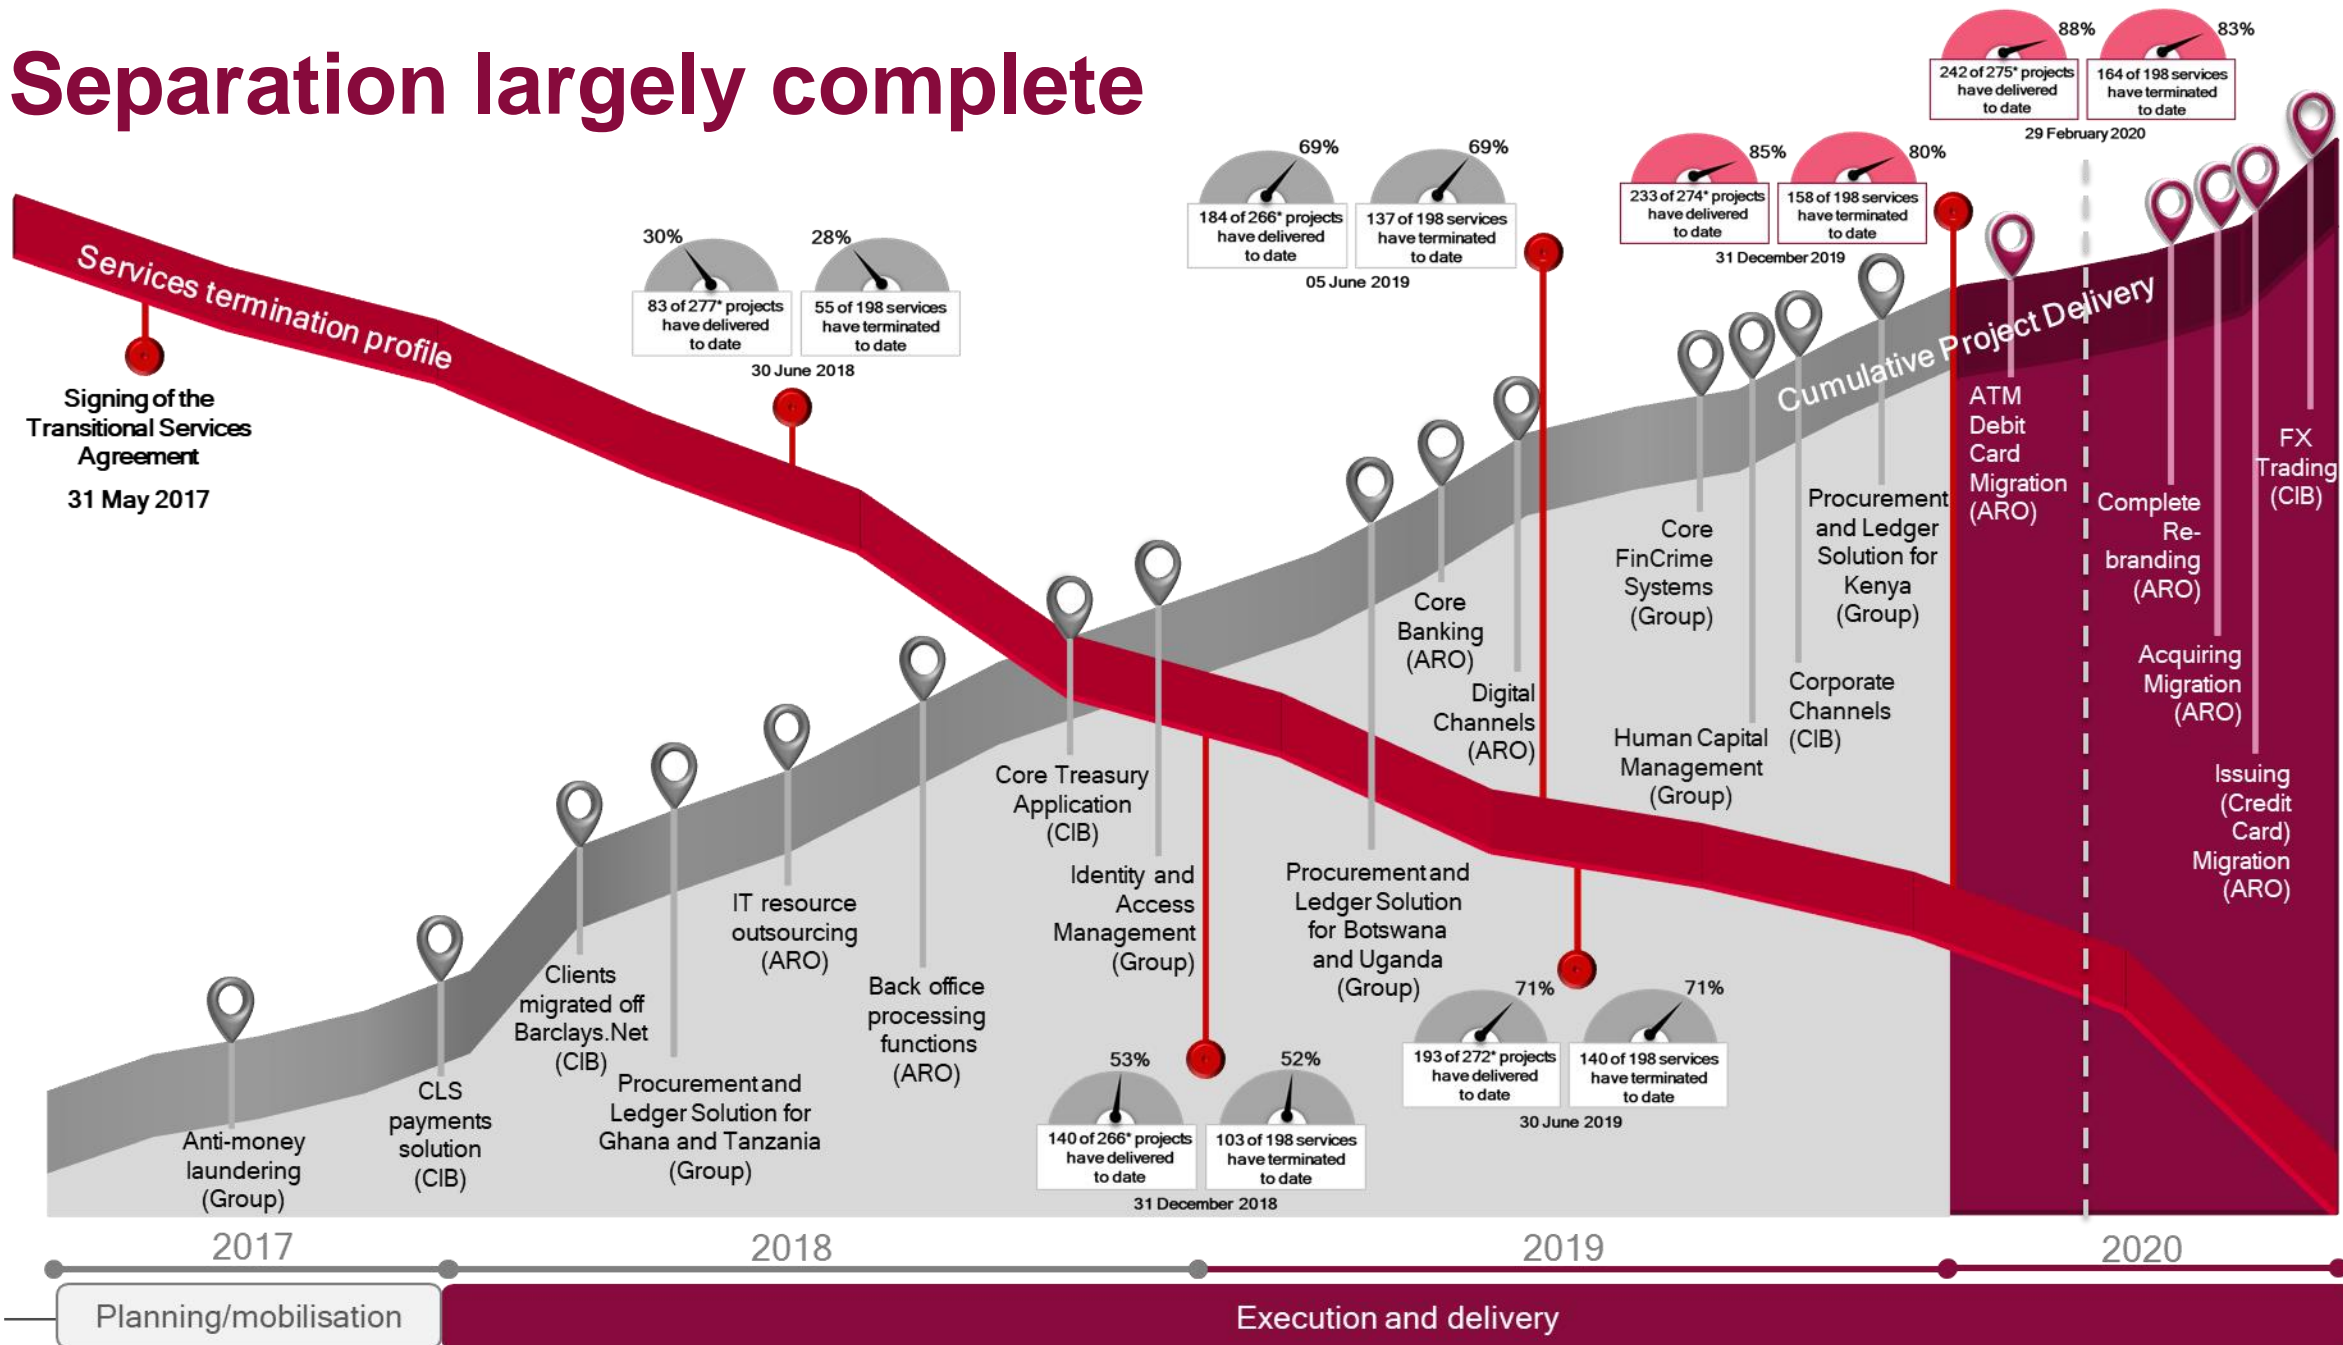 Separation largely complete
88%
83%
242 of 275* projects
have delivered
to date
164 of 198 services
have terminated
to date
29 February 2020
69%
69%
184 of 266* projects
have delivered
to date
137 of 198 services
have terminated
to date
05 June 2019
85%
80%
233 of 274* projects
have delivered
to date
158 of 198 services
have terminated
to date
31 December 2019
30%
28%
83 of 277* projects
have delivered
to date
55 of 198 services
have terminated
to date
30 June 2018
Services termination profile
Signing of the
Transitional Services
Agreement
31 May 2017
Cumulative Project Delivery
Anti-money
laundering
(Group)
CLS
payments
solution
(CIB)
Clients
migrated off
Barclays.Net
(CIB)
Procurement and
Ledger Solution for
Ghana and Tanzania
(Group)
IT resource
outsourcing
(ARO)
Back office
processing
functions
(ARO)
Core Treasury
Application
(CIB)
Identity and
Access
Management
(Group)
Procurement and
Ledger Solution
for Botswana
and Uganda
(Group)
Core
Banking
(ARO)
Digital
Channels
(ARO)
Core
FinCrime
Systems
(Group)
Human Capital
Management
(Group)
Corporate
Channels
(CIB)
Procurement
and Ledger
Solution for
Kenya
(Group)
ATM
Debit
Card
Migration
(ARO)
Complete
Re-
branding
(ARO)
Acquiring
Migration
(ARO)
Issuing
(Credit
Card)
Migration
(ARO)
FX
Trading
(CIB)
53%
52%
140 of 266* projects
have delivered
to date
103 of 198 services
have terminated
to date
31 December 2018
71%
71%
193 of 272* projects
have delivered
to date
140 of 198 services
have terminated
to date
30 June 2019
2017
2018
2019
2020
Planning/mobilisation
Execution and delivery